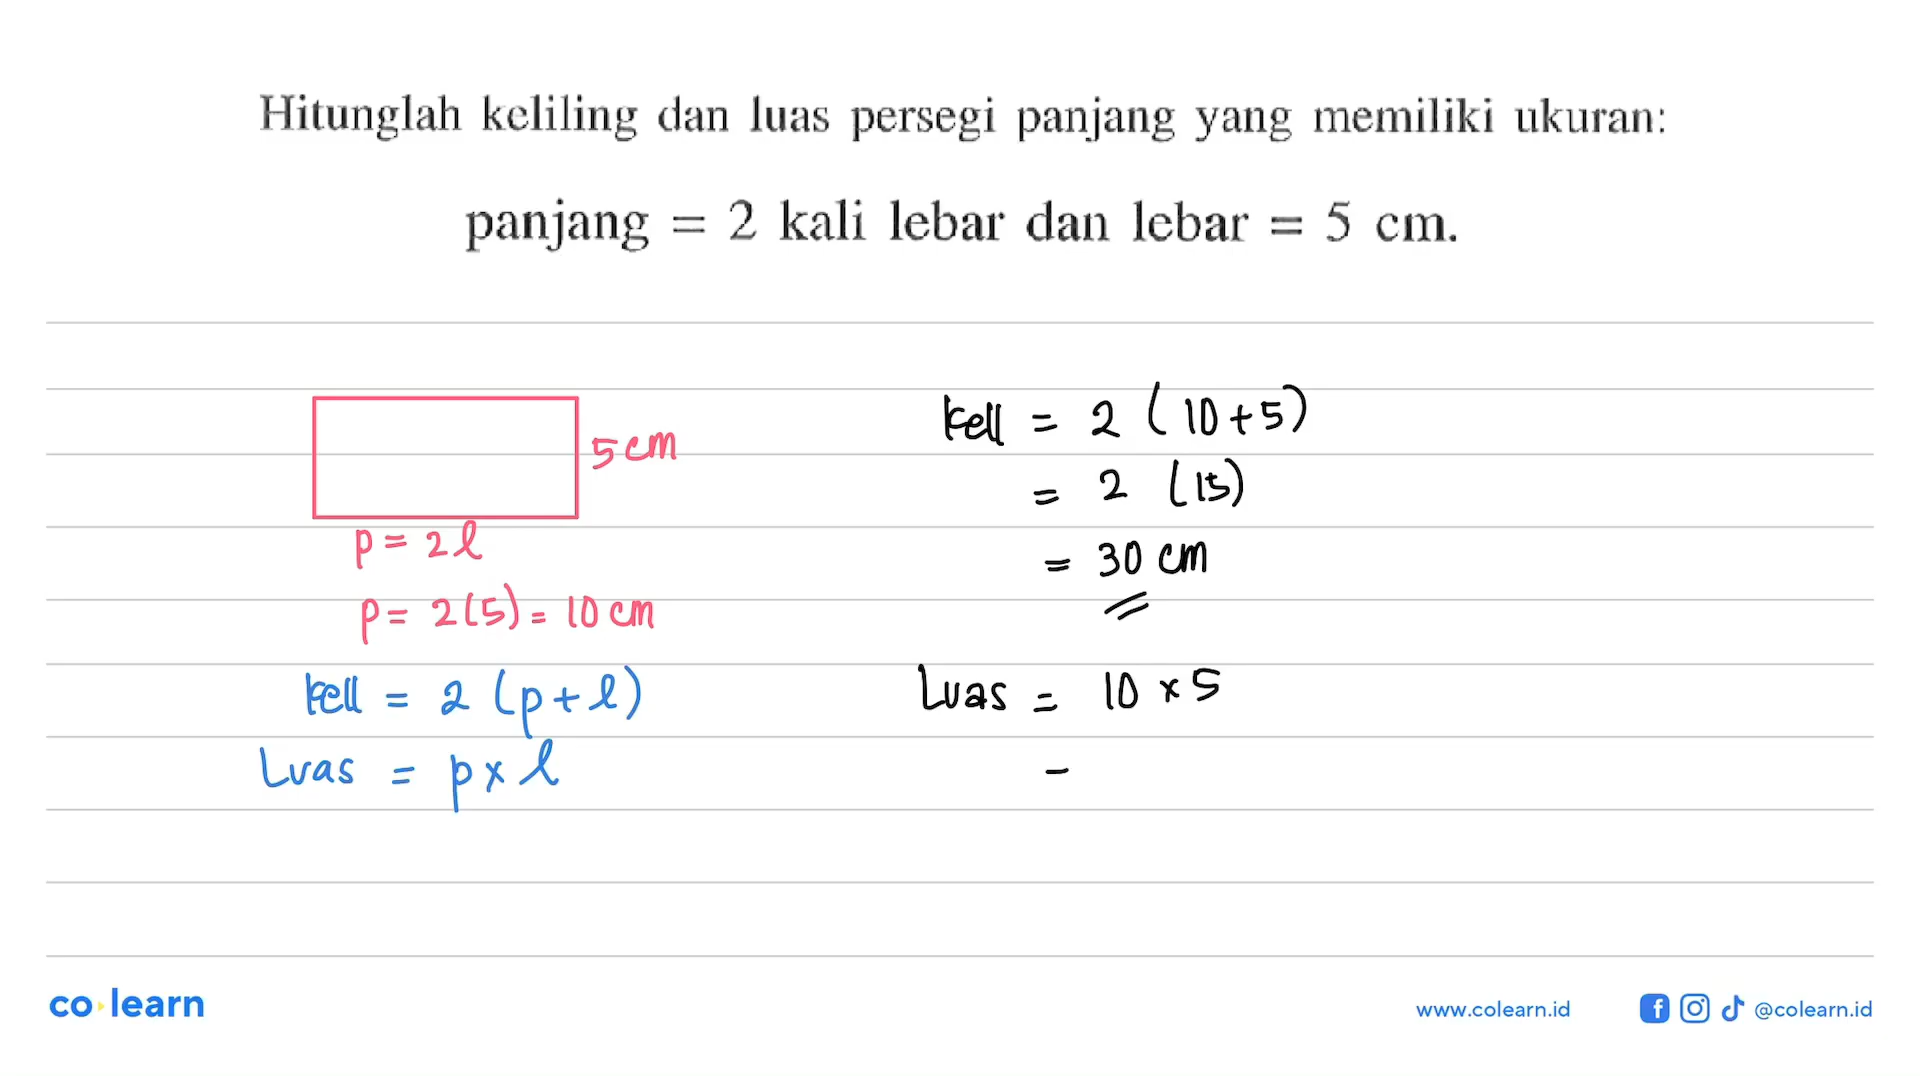 Hitunglah keliling dan luas persegi panjang yang memiliki ukuran:
panjang = 2 kali lebar dan lebar = 5 cm.
5 cm
p = 2l
p = 2(5) = 10 cm
kell = 2 (p + l)
Luas = p x l
kell = 2 (10 + 5)
= 2 (15)
= 30 cm
Luas = 10 x 5
–
co learn
www.colearn.id
@colearn.id